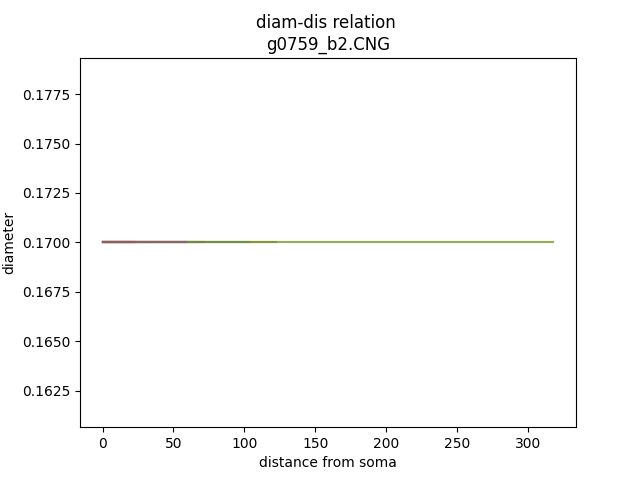 diam-dis relation
g0759_b2.CNG
0.1775
0.1750
0.1725
0.1700
0.1675
0.1650
0.1625
diameter
0 50 100 150 200 250 300
distance from soma